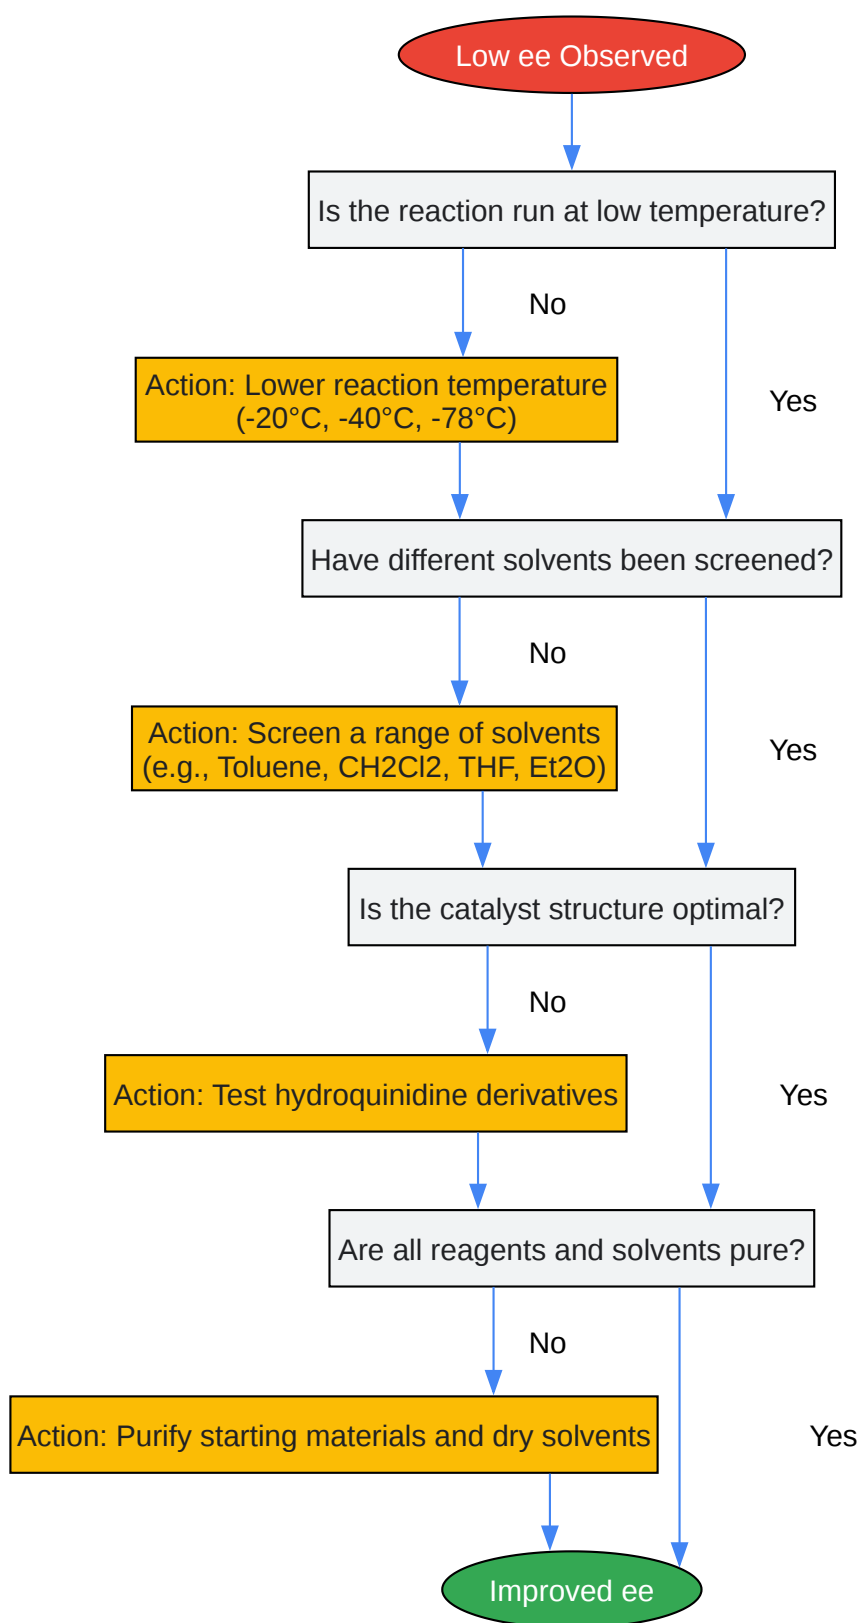 Low ee Observed
Is the reaction run at low temperature?
No
Action: Lower reaction temperature
(-20°C, -40°C, -78°C)
Yes
Have different solvents been screened?
No
Action: Screen a range of solvents
(e.g., Toluene, CH2Cl2, THF, Et2O)
Yes
Is the catalyst structure optimal?
No
Action: Test hydroquinidine derivatives
Yes
Are all reagents and solvents pure?
No
Action: Purify starting materials and dry solvents
Yes
Improved ee